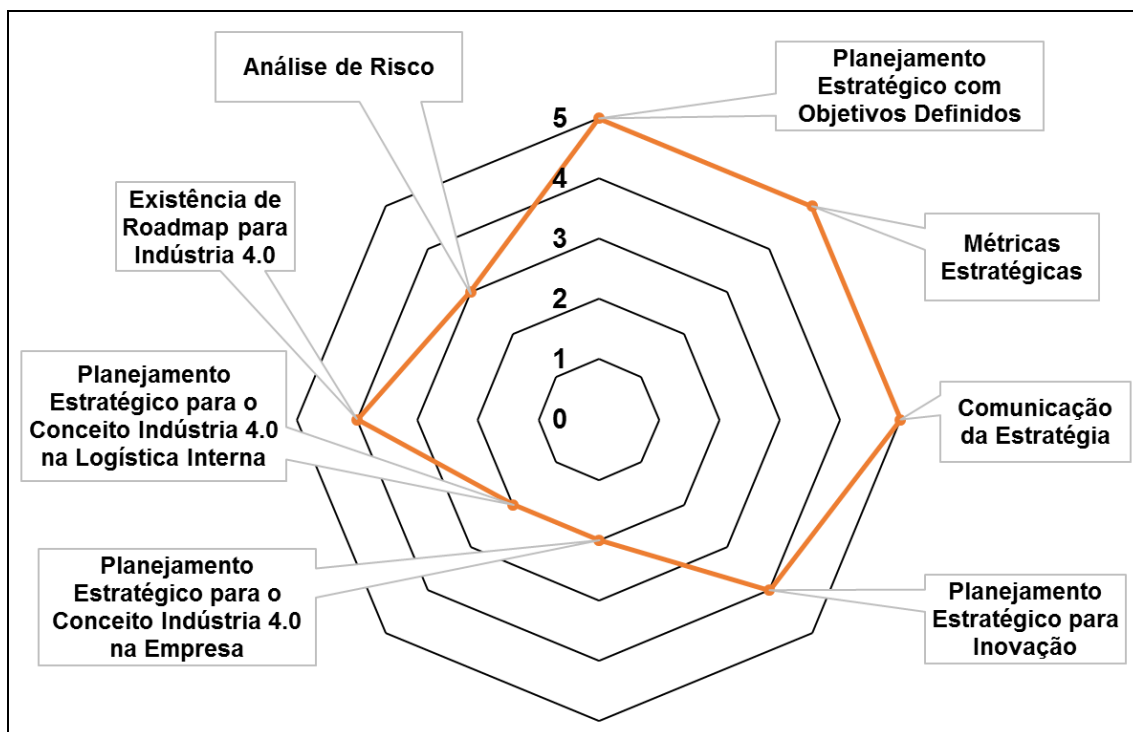 Análise de Risco
Planejamento
Estratégico com
Objetivos Definidos
5
4
3
2
1
0
Existência de
Roadmap para
Indústria 4.0
Métricas
Estratégicas
Planejamento
Estratégico para o
Conceito Indústria 4.0
na Logística Interna
Comunicação
da Estratégia
Planejamento
Estratégico para o
Conceito Indústria 4.0
na Empresa
Planejamento
Estratégico para
Inovação